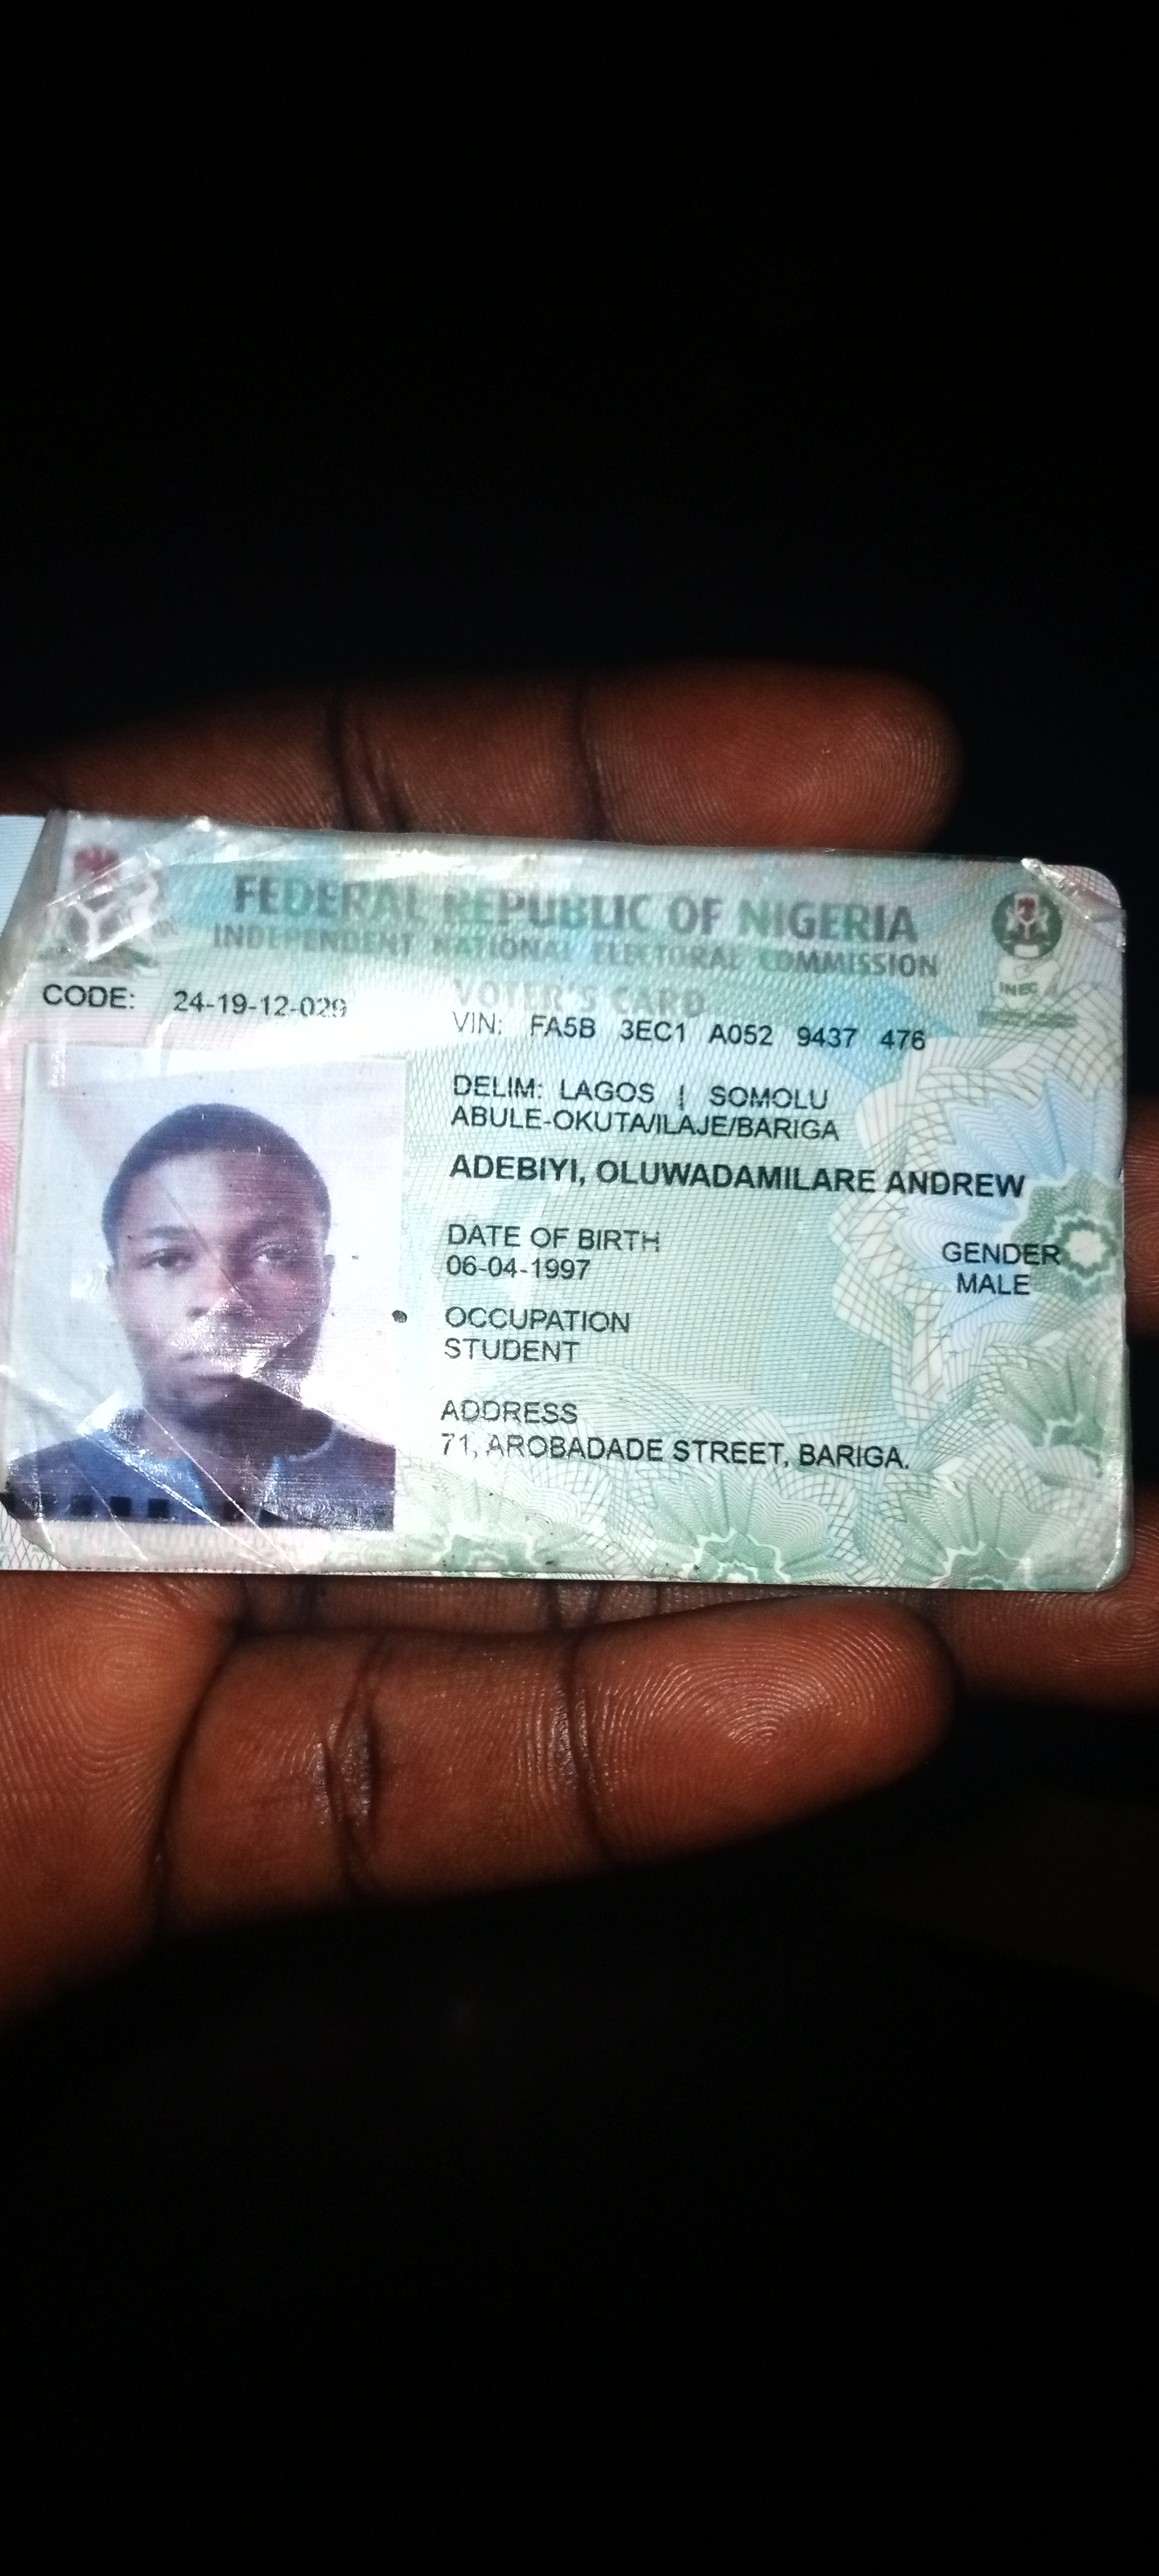 FEDERAL REPUBLIC OF NIGERIA
INDEPENDENT NATIONAL ELECTORAL COMMISSION
VOTER'S CARD
INEC
CODE: 24-19-12-029
VIN: FA5B 3EC1 A052 9437 476
DELIM: LAGOS | SOMOLU
ABULE-OKUTA/ILAJE/BARIGA
ADEBIYI, OLUWADAMILARE ANDREW
DATE OF BIRTH
06-04-1997
GENDER
MALE
OCCUPATION
STUDENT
ADDRESS
71, AROBADADE STREET, BARIGA.